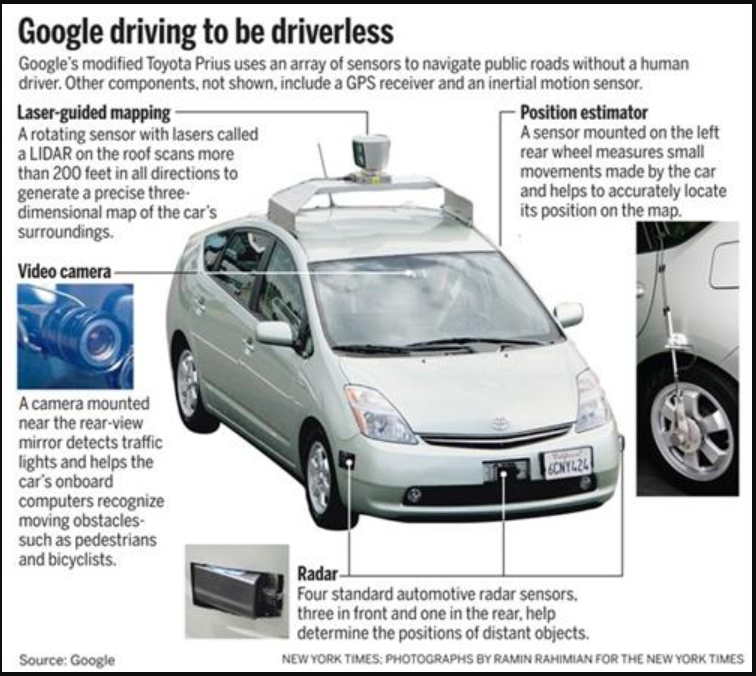 Google driving to be driverless
Google's modified Toyota Prius uses an array of sensors to navigate public roads without a human
driver. Other components, not shown, include a GPS receiver and an inertial motion sensor.
Laser-guided mapping
A rotating sensor with lasers called
a LIDAR on the roof scans more
than 200 feet in all directions to
generate a precise three-
dimensional map of the car's
surroundings.
Position estimator
A sensor mounted on the left
rear wheel measures small
movements made by the car
and helps to accurately locate
its position on the map.
Video camera
A camera mounted
near the rear-view
mirror detects traffic
lights and helps the
car's onboard
computers recognize
moving obstacles-
such as pedestrians
and bicyclists.
California
6CNY424
Radar
Four standard automotive radar sensors,
three in front and one in the rear, help
determine the positions of distant objects.
Source: Google
NEW YORK TIMES; PHOTOGRAPHS BY RAMIN RAHIMIAN FOR THE NEW YORK TIMES